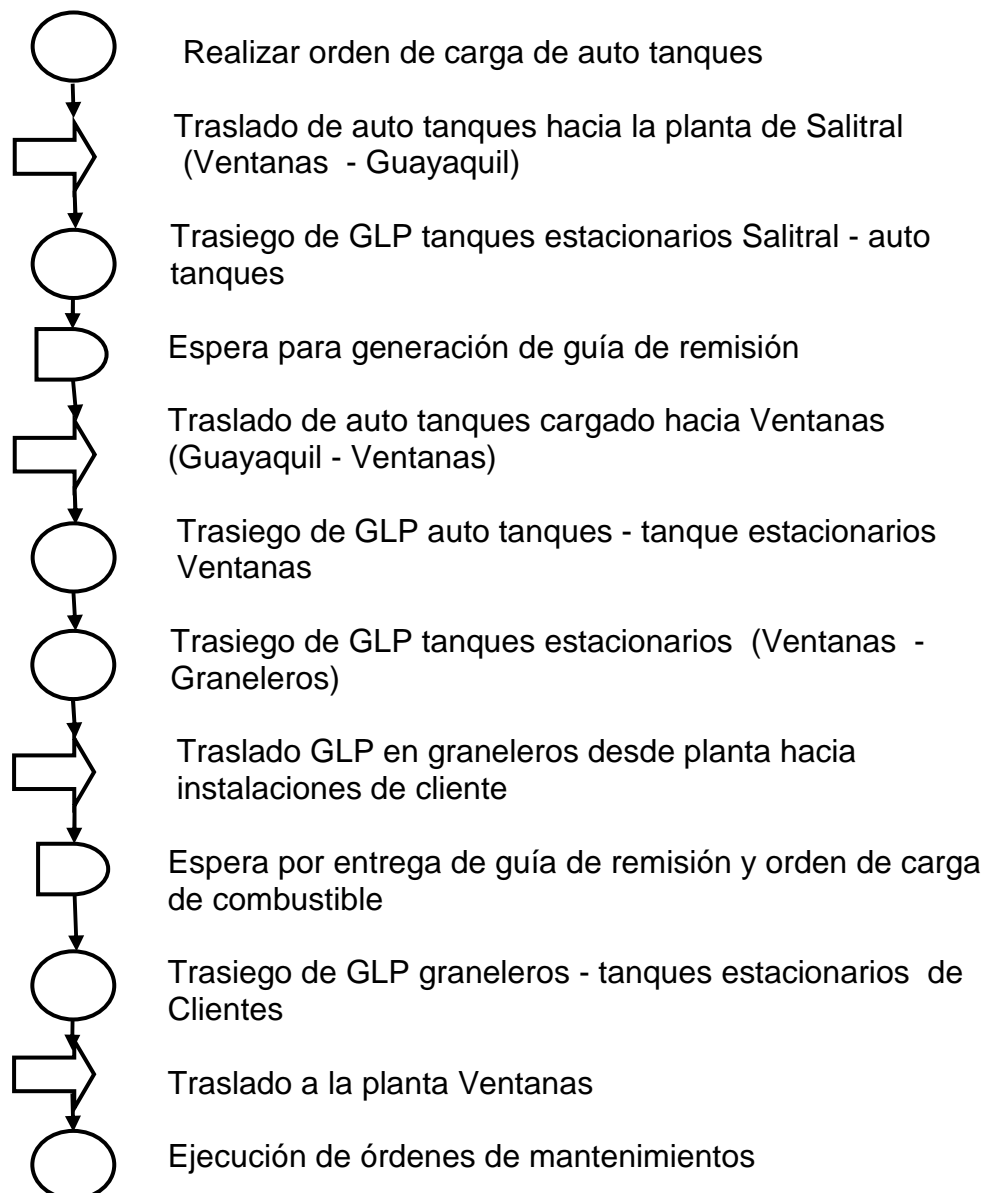 Realizar orden de carga de auto tanques
Traslado de auto tanques hacia la planta de Salitral
(Ventanas - Guayaquil)
Trasiego de GLP tanques estacionarios Salitral - auto
tanques
Espera para generación de guía de remisión
Traslado de auto tanques cargado hacia Ventanas
(Guayaquil - Ventanas)
Trasiego de GLP auto tanques - tanque estacionarios
Ventanas
Trasiego de GLP tanques estacionarios (Ventanas -
Graneleros)
Traslado GLP en graneleros desde planta hacia
instalaciones de cliente
Espera por entrega de guía de remisión y orden de carga
de combustible
Trasiego de GLP graneleros - tanques estacionarios de
Clientes
Traslado a la planta Ventanas
Ejecución de órdenes de mantenimientos